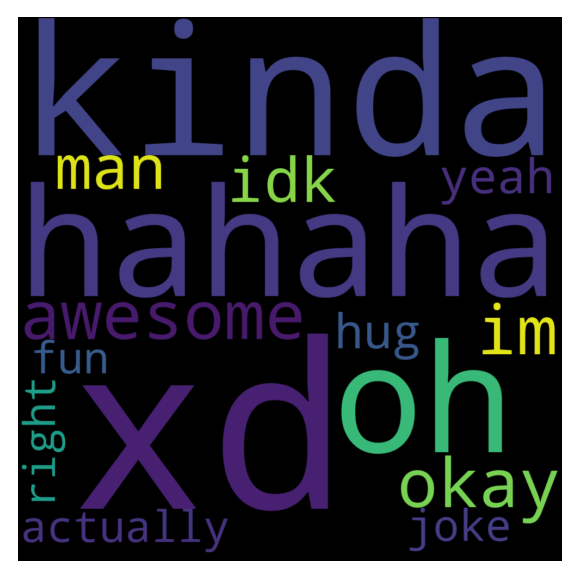 kinda
man idk yeah
hahaha
awesome hug im
fun
xd oh
right okay
actually joke